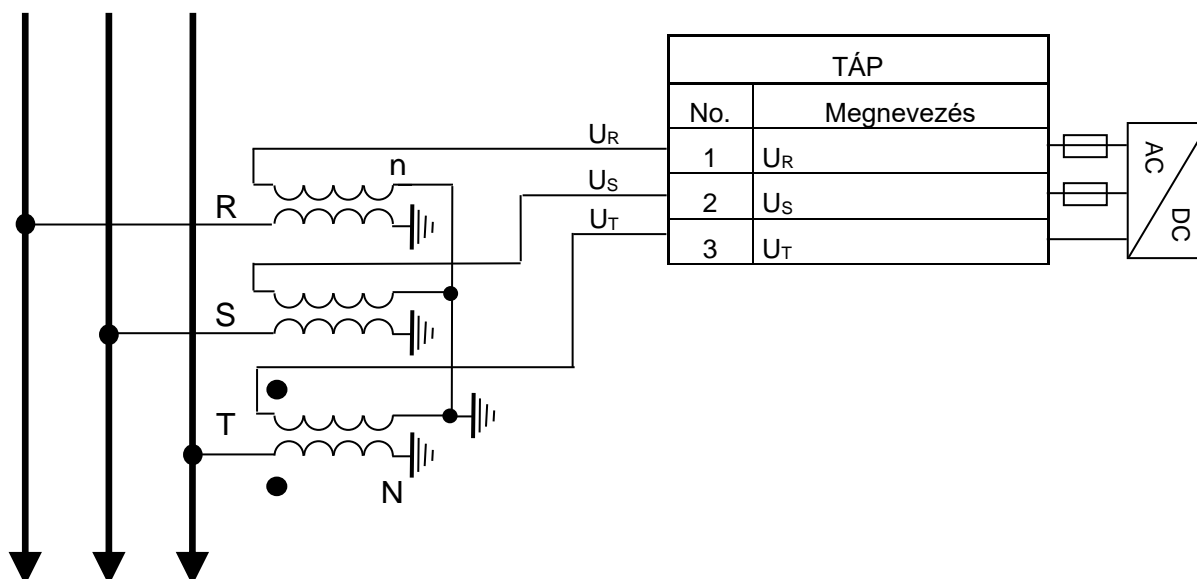 TÁP
No. Megnevezés
1 UR
2 US
3 UT
UR
US
UT
n
R
S
T
N
AC
DC